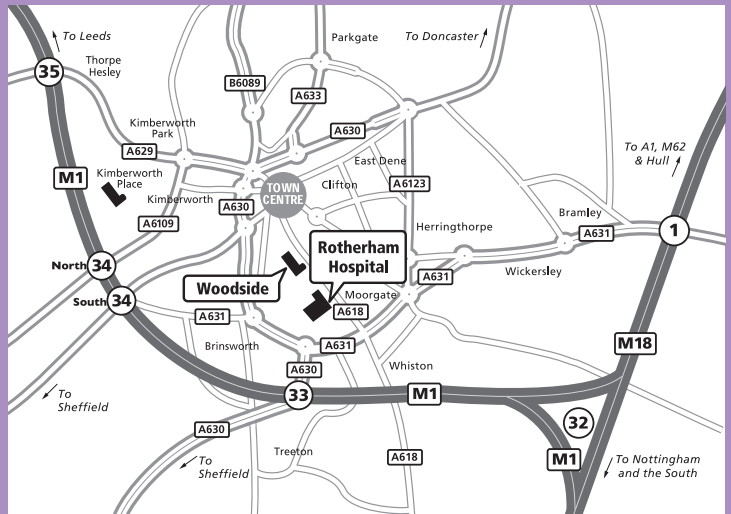 To Leeds
Parkgate
To Doncaster
Thorpe
Hesley
35
B6089
A633
Kimberworth
Park
A630
A629
East Dene
To A1, M62
& Hull
M1
Kimberworth
Place
TOWN
CENTRE
Clifton
A6123
Kimberworth
A630
A6109
Bramley
Herringthorpe
A631
1
Rotherham
Hospital
North 34
Wickersley
A631
Woodside
Moorgate
South 34
A618
A631
Brinsworth
A631
M18
Whiston
A630
33
M1
To
Sheffield
32
A630
Treeton
A618
M1
To
Sheffield
To Nottingham
and the South